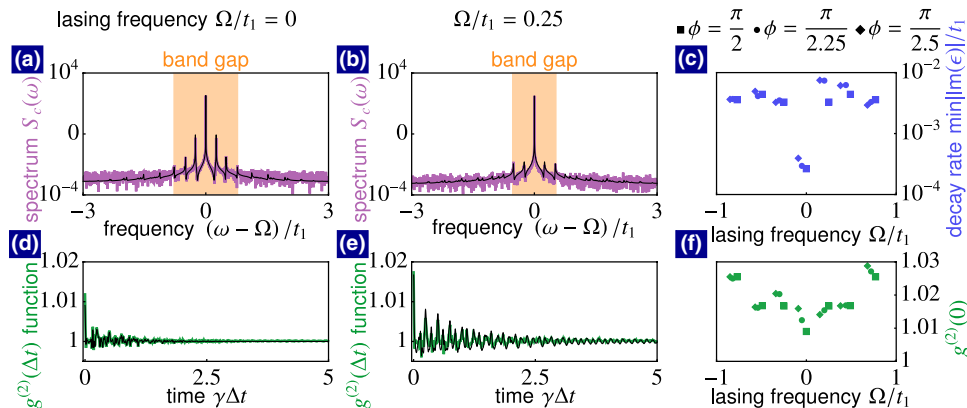 lasing frequency Ω/t₁ = 0
Ω/t₁ = 0.25
■ ϕ = π/2 ● ϕ = π/2.25 ◆ ϕ = π/2.5
(a)
band gap
spectrum S_c(ω)
10⁴
0
10⁻⁴
−3 0 3
frequency (ω − Ω)/t₁
(b)
band gap
spectrum S_c(ω)
10⁴
0
10⁻⁴
−3 0 3
frequency (ω − Ω)/t₁
(c)
10⁻²
10⁻³
10⁻⁴
decay rate min|Im(ϵ)|/t₁
−1 0 1
lasing frequency Ω/t₁
(d)
g⁽²⁾(Δt) function
1.02
1.01
1
0 2.5 5
time γΔt
(e)
g⁽²⁾(Δt) function
1.02
1.01
1
0 2.5 5
time γΔt
(f)
1.03
1.02
1.01
1
g⁽²⁾(0)
−1 0 1
lasing frequency Ω/t₁